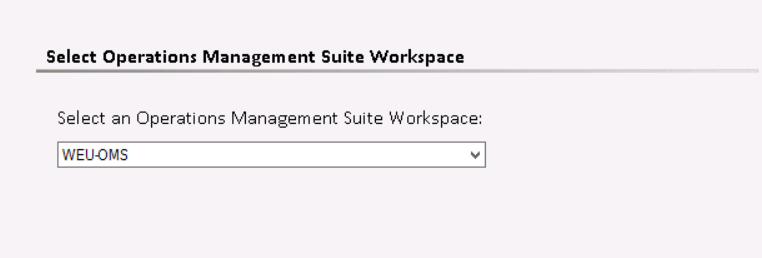 Select Operations Management Suite Workspace
Select an Operations Management Suite Workspace:
WEU-OMS